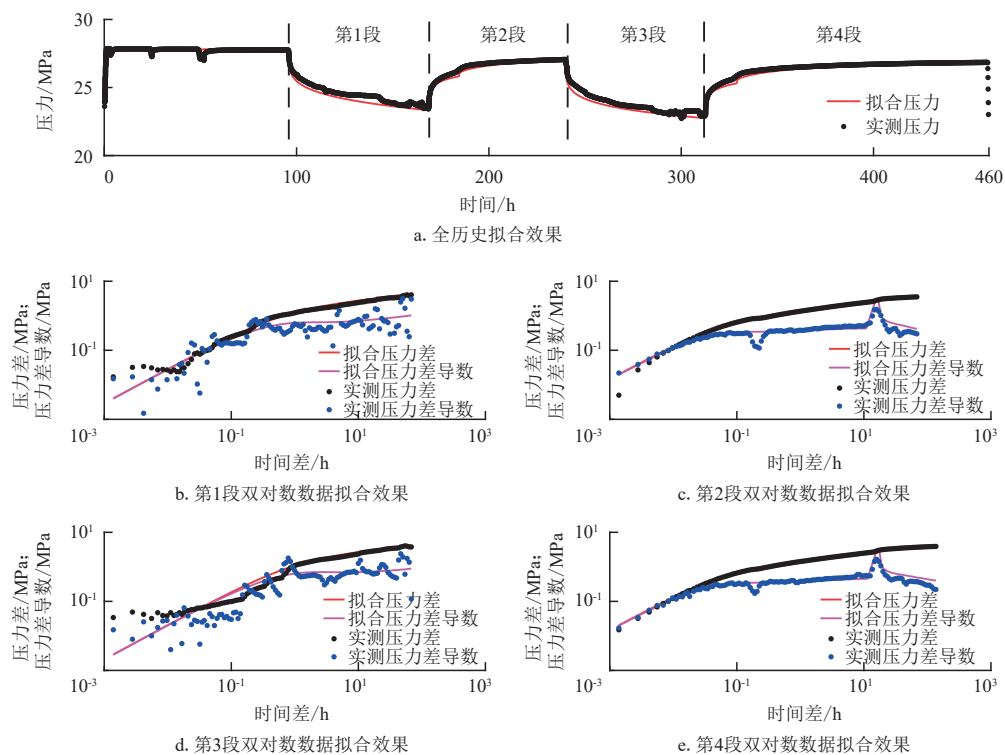 30
25
20
压力/MPa
第1段
第2段
第3段
第4段
拟合压力
实测压力
0
100
200
300
400
460
时间/h
a. 全历史拟合效果
压力差/MPa;
压力差导数/MPa
10¹
10⁻¹
拟合压力差
拟合压力差导数
实测压力差
实测压力差导数
10⁻³
10⁻¹
10¹
10³
时间差/h
b. 第1段双对数数据拟合效果
压力差/MPa;
压力差导数/MPa
10¹
10⁻¹
拟合压力差
拟合压力差导数
实测压力差
实测压力差导数
10⁻³
10⁻¹
10¹
10³
时间差/h
c. 第2段双对数数据拟合效果
压力差/MPa;
压力差导数/MPa
10¹
10⁻¹
拟合压力差
拟合压力差导数
实测压力差
实测压力差导数
10⁻³
10⁻¹
10¹
10³
时间差/h
d. 第3段双对数数据拟合效果
压力差/MPa;
压力差导数/MPa
10¹
10⁻¹
拟合压力差
拟合压力差导数
实测压力差
实测压力差导数
10⁻³
10⁻¹
10¹
10³
时间差/h
e. 第4段双对数数据拟合效果